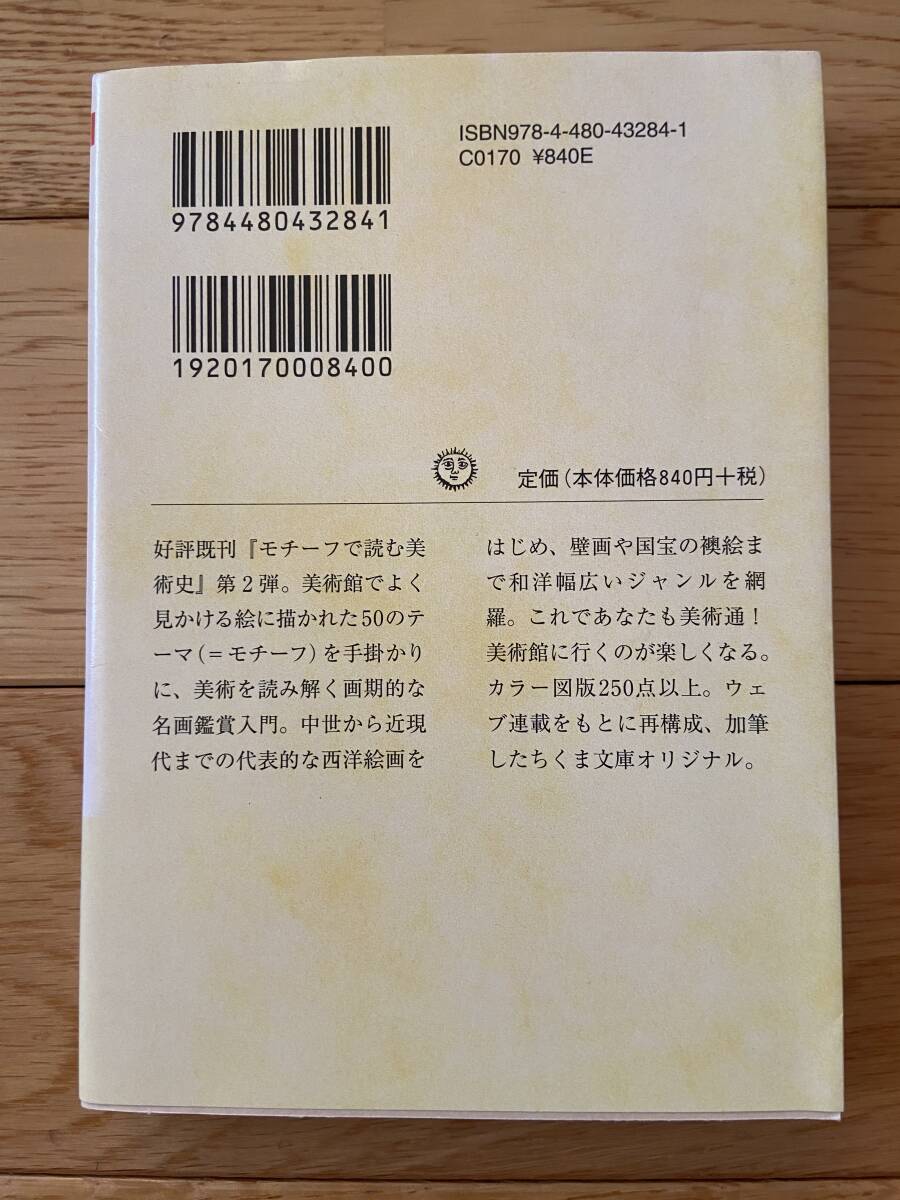 ISBN978-4-480-43284-1
C0170 ¥840E
9784480432841
1920170008400
定価(本体価格840円+税)
好評既刊『モチーフで読む美
術史』第2弾。美術館でよく
見かける絵に描かれた50のテ
ーマ(=モチーフ)を手掛かり
に、美術を読み解く画期的な
名画鑑賞入門。中世から近現
代までの代表的な西洋絵画を
はじめ、壁画や国宝の襖絵ま
で和洋幅広いジャンルを網
羅。これであなたも美術通!
美術館に行くのが楽しくなる。
カラー図版250点以上。ウェ
ブ連載をもとに再構成、加筆
したちくま文庫オリジナル。